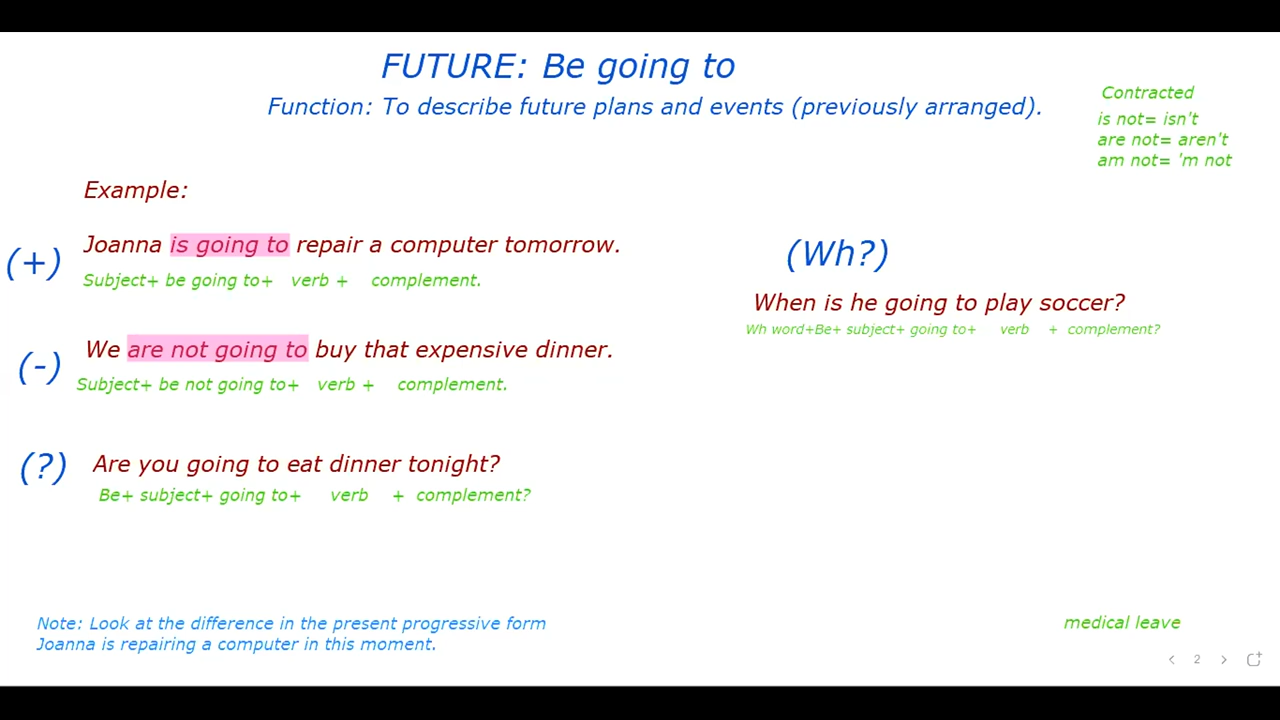 FUTURE: Be going to
Function: To describe future plans and events (previously arranged).
Contracted
is not= isn't
are not= aren't
am not= 'm not
Example:
(+)
Joanna is going to repair a computer tomorrow.
Subject+ be going to+ verb + complement.
(-)
We are not going to buy that expensive dinner.
Subject+ be not going to+ verb + complement.
(?)
Are you going to eat dinner tonight?
Be+ subject+ going to+ verb + complement?
(Wh?)
When is he going to play soccer?
Wh word+Be+ subject+ going to+ verb + complement?
Note: Look at the difference in the present progressive form
Joanna is repairing a computer in this moment.
medical leave
2